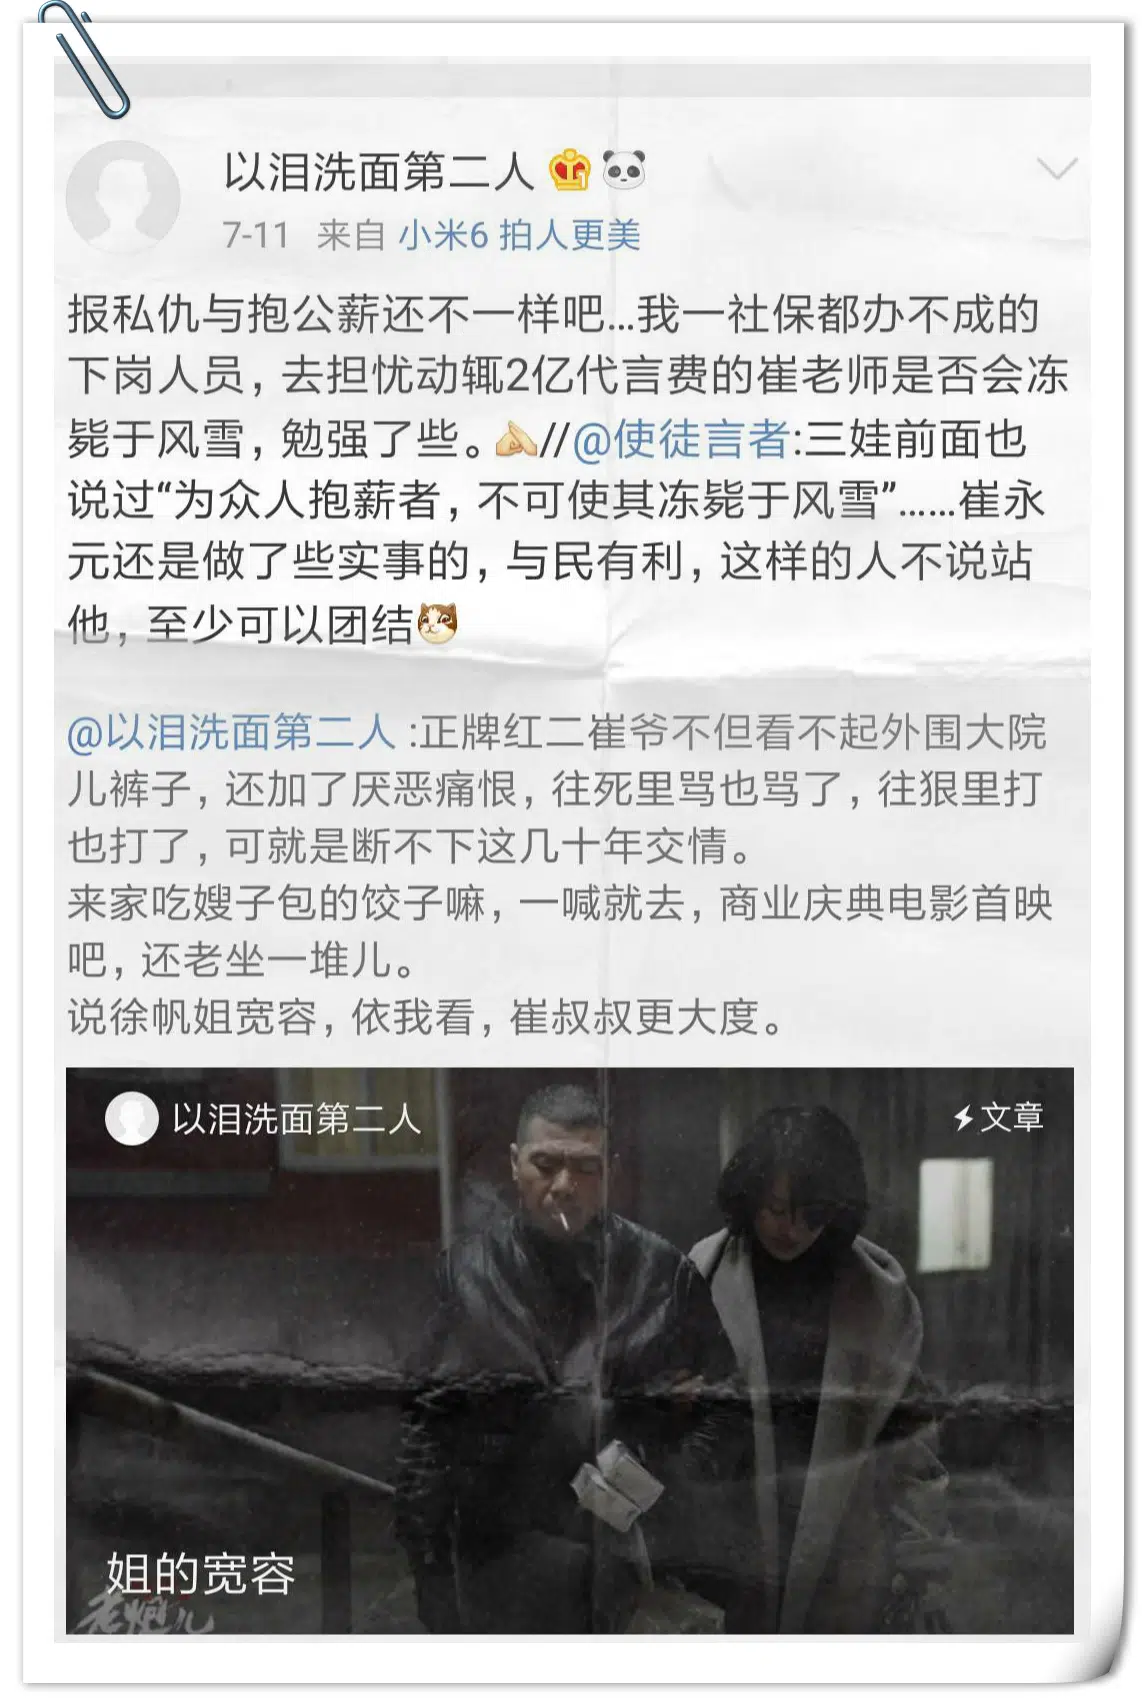 以泪洗面第二人
7-11 来自 小米6 拍人更美
报私仇与抱公薪还不一样吧...我一社保都办不成的
下岗人员，去担忧动辄2亿代言费的崔老师是否会冻
毙于风雪，勉强了些。//@使徒言者:三娃前面也
说过“为众人抱薪者，不可使其冻毙于风雪”......崔永
元还是做了些实事的，与民有利，这样的人不说站
他，至少可以团结
@以泪洗面第二人 :正牌红二崔爷不但看不起外围大院
儿裤子，还加了厌恶痛恨，往死里骂也骂了，往狠里打
也打了，可就是断不下这几十年交情。
来家吃嫂子包的饺子嘛，一喊就去，商业庆典电影首映
吧，还老坐一堆儿。
说徐帆姐宽容，依我看，崔叔叔更大度。
以泪洗面第二人
文章
姐的宽容
老炮儿